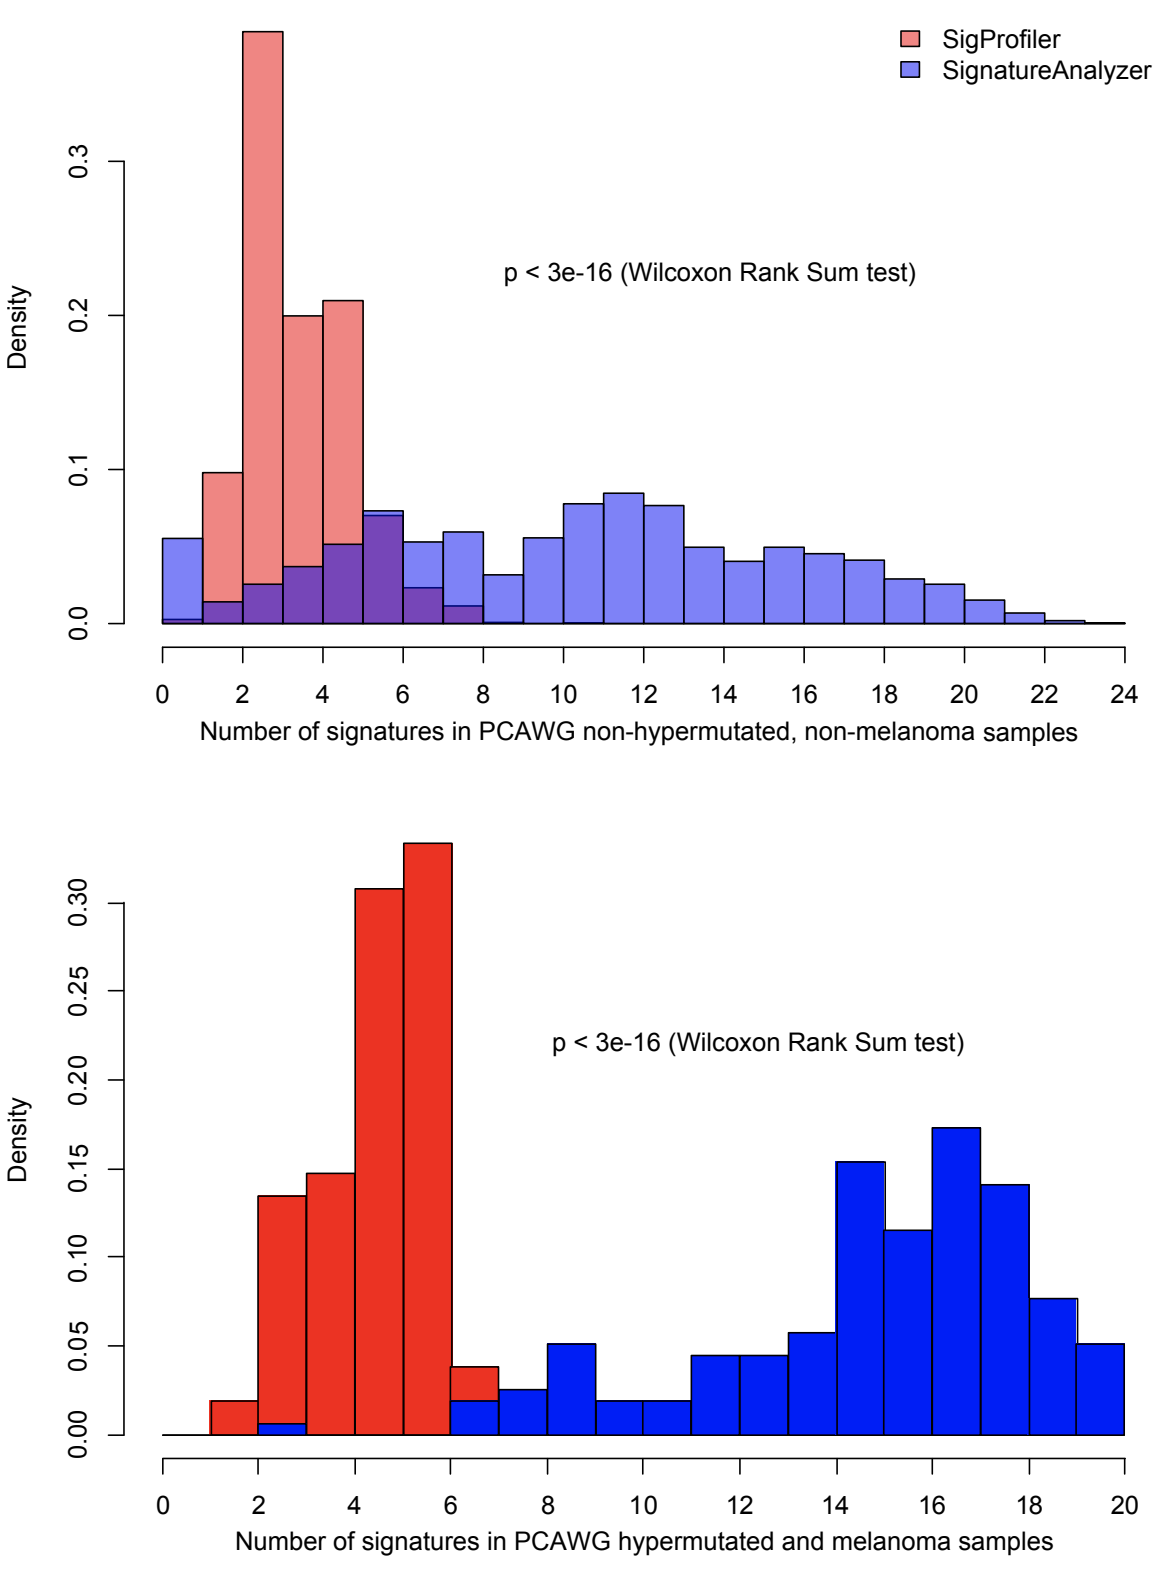 SigProfiler
SignatureAnalyzer
0.3
0.2
0.1
0.0
Density
p < 3e-16 (Wilcoxon Rank Sum test)
0 2 4 6 8 10 12 14 16 18 20 22 24
Number of signatures in PCAWG non-hypermutated, non-melanoma samples
0.30
0.25
0.20
0.15
0.10
0.05
0.00
Density
p < 3e-16 (Wilcoxon Rank Sum test)
0 2 4 6 8 10 12 14 16 18 20
Number of signatures in PCAWG hypermutated and melanoma samples